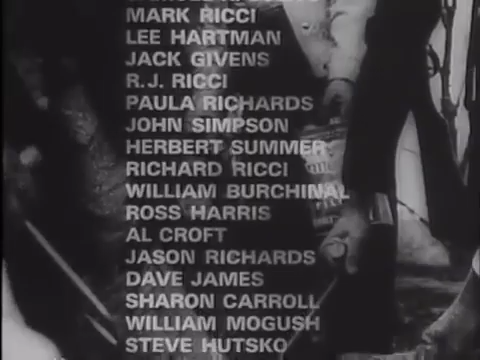 MARK RICCI
LEE HARTMAN
JACK GIVENS
R.J. RICCI
PAULA RICHARDS
JOHN SIMPSON
HERBERT SUMMER
RICHARD RICCI
WILLIAM BURCHINAL
ROSS HARRIS
AL CROFT
JASON RICHARDS
DAVE JAMES
SHARON CARROLL
WILLIAM MOGUSH
STEVE HUTSKO